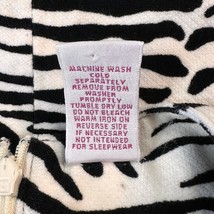 MACHINE WASH
COLD
SEPARATELY
REMOVE FROM
WASHER
PROMPTLY
TUMBLE DRY LOW
DO NOT BLEACH
WARM IRON ON
REVERSE SIDE
IF NECESSARY
NOT INTENDED
FOR SLEEPWEAR